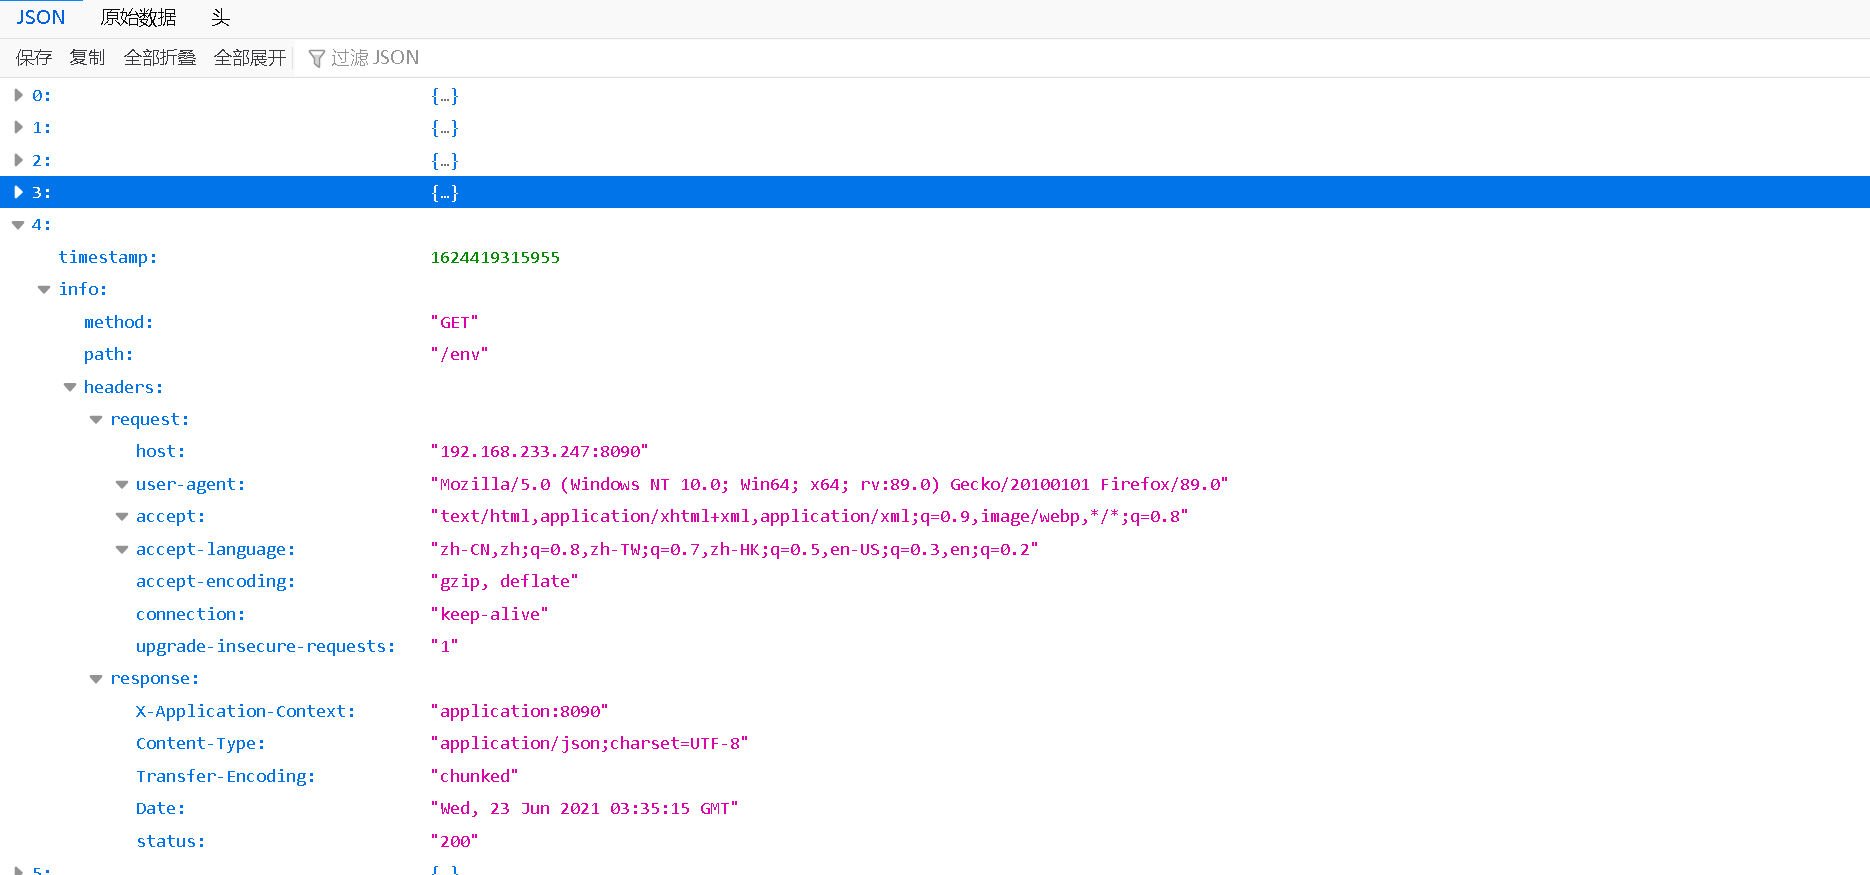 JSON 原始数据 头
保存 复制 全部折叠 全部展开 过滤 JSON
0: {…}
1: {…}
2: {…}
3: {…}
4:
timestamp: 1624419315955
info:
method: "GET"
path: "/env"
headers:
request:
host: "192.168.233.247:8090"
user-agent: "Mozilla/5.0 (Windows NT 10.0; Win64; x64; rv:89.0) Gecko/20100101 Firefox/89.0"
accept: "text/html,application/xhtml+xml,application/xml;q=0.9,image/webp,*/*;q=0.8"
accept-language: "zh-CN,zh;q=0.8,zh-TW;q=0.7,zh-HK;q=0.5,en-US;q=0.3,en;q=0.2"
accept-encoding: "gzip, deflate"
connection: "keep-alive"
upgrade-insecure-requests: "1"
response:
X-Application-Context: "application:8090"
Content-Type: "application/json;charset=UTF-8"
Transfer-Encoding: "chunked"
Date: "Wed, 23 Jun 2021 03:35:15 GMT"
status: "200"
5: {…}